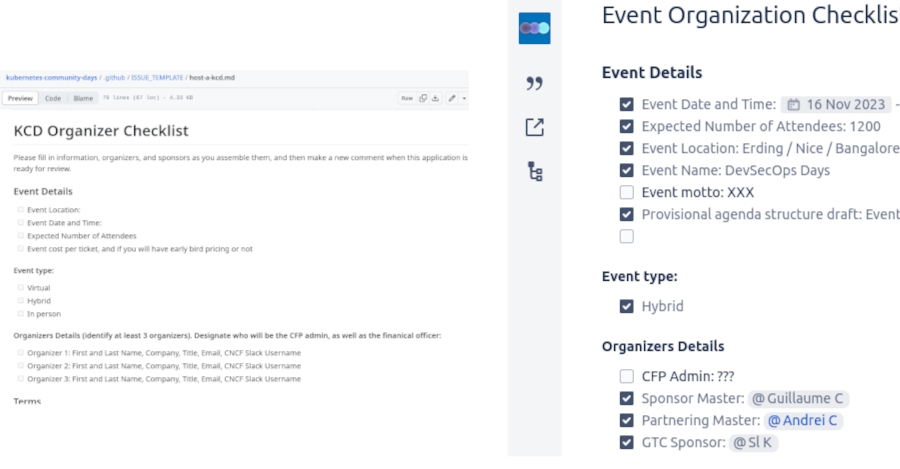 kubernetes-community-days / .github / ISSUE_TEMPLATE / host-a-kcd.md
Preview Code Blame 79 lines (67 loc) · 4.83 KB Raw
KCD Organizer Checklist
Please fill in information, organizers, and sponsors as you assemble them, and then make a new comment when this application is
ready for review.
Event Details
Event Location:
Event Date and Time:
Expected Number of Attendees
Event cost per ticket, and if you will have early bird pricing or not
Event type:
Virtual
Hybrid
In person
Organizers Details (identify at least 3 organizers). Designate who will be the CFP admin, as well as the finanical officer:
Organizer 1: First and Last Name, Company, Title, Email, CNCF Slack Username
Organizer 2: First and Last Name, Company, Title, Email, CNCF Slack Username
Organizer 3: First and Last Name, Company, Title, Email, CNCF Slack Username
Terms
Event Organization Checklist
Event Details
Event Date and Time: 16 Nov 2023 -
Expected Number of Attendees: 1200
Event Location: Erding / Nice / Bangalore
Event Name: DevSecOps Days
Event motto: XXX
Provisional agenda structure draft: Event
Event type:
Hybrid
Organizers Details
CFP Admin: ???
Sponsor Master: @Guillaume C
Partnering Master: @Andrei C
GTC Sponsor: @Sl K